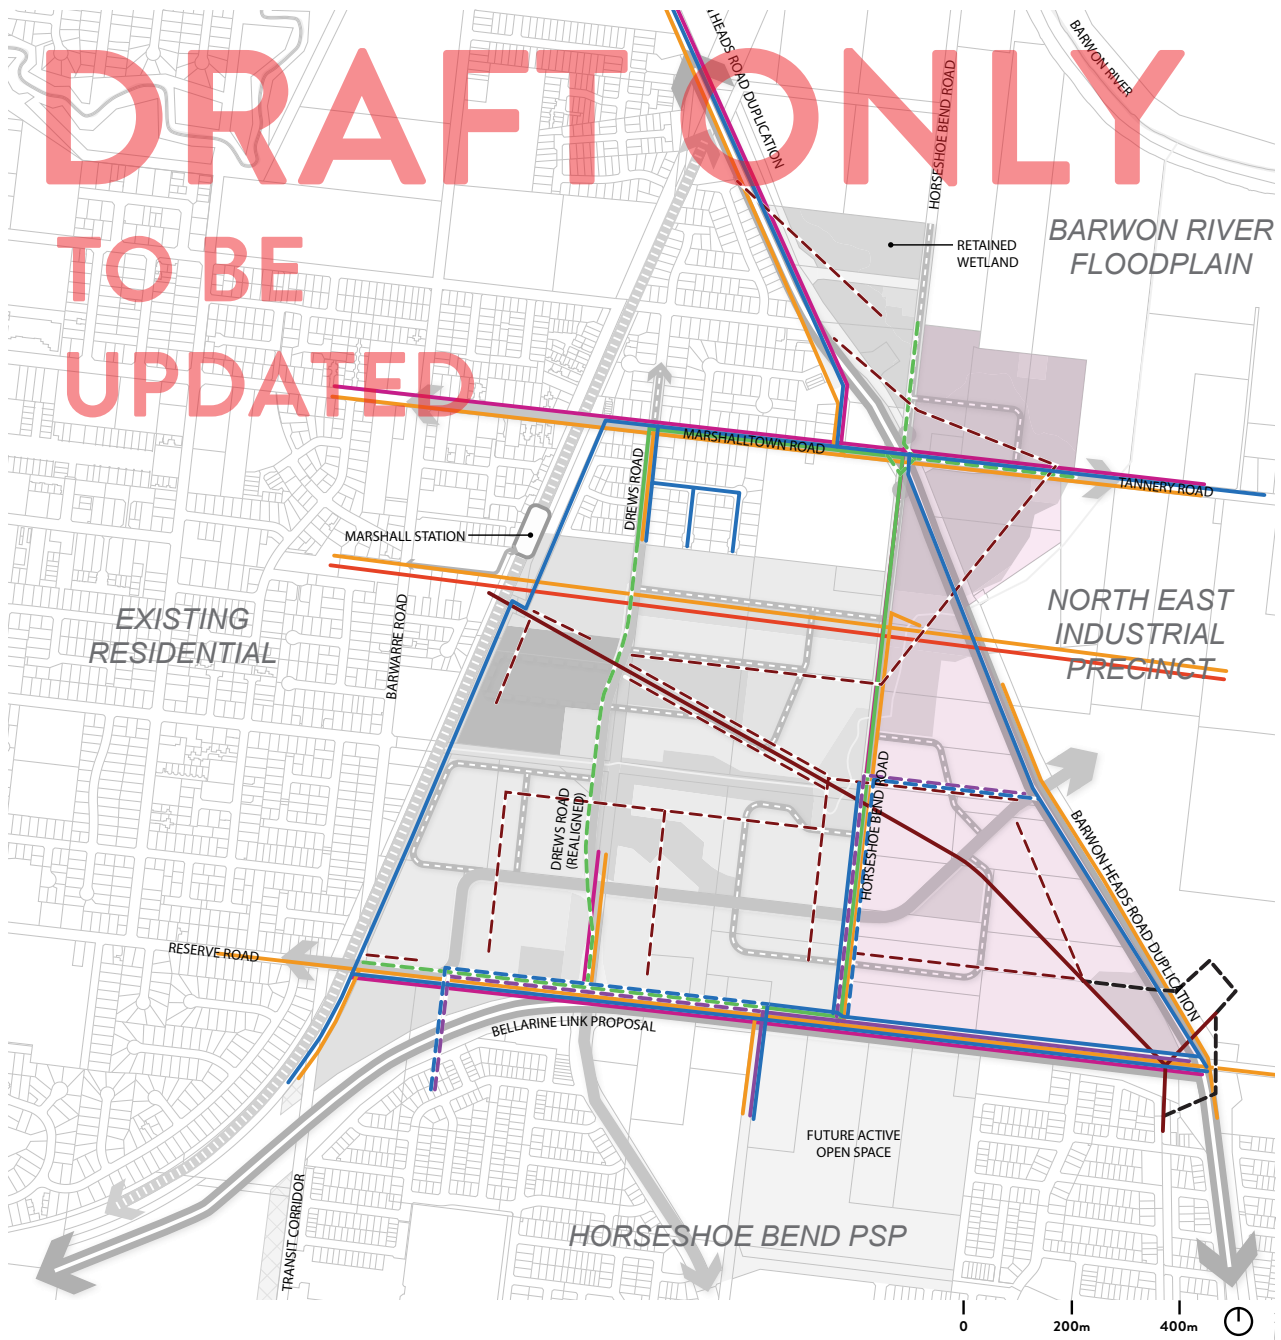 DRAFT ONLY
TO BE
UPDATED
HEADS ROAD DUPLICATION
HORSESHOE BEND ROAD
BARWON RIVER
RETAINED
WETLAND
BARWON RIVER
FLOODPLAIN
MARSHALLTOWN ROAD
TANNERY ROAD
DREWS ROAD
MARSHALL STATION
EXISTING
RESIDENTIAL
BARWARRE ROAD
NORTH EAST
INDUSTRIAL
PRECINCT
DREWS ROAD
(REALIGNED)
HORSESHOE BEND ROAD
BARWON HEADS ROAD DUPLICATION
RESERVE ROAD
BELLARINE LINK PROPOSAL
FUTURE ACTIVE
OPEN SPACE
TRANSIT CORRIDOR
HORSESHOE BEND PSP
0 200m 400m